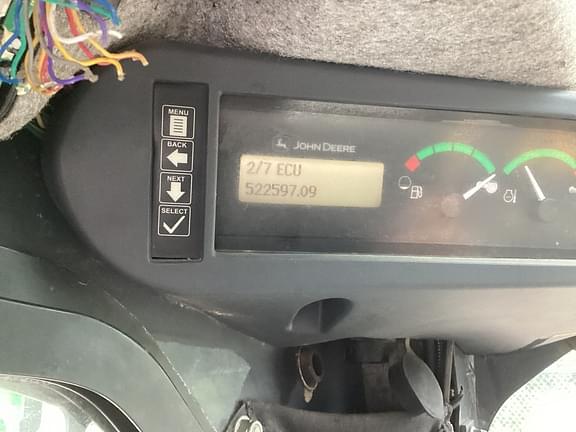 MENU
BACK
NEXT
SELECT
JOHN DEERE
2/7 ECU
522597.09